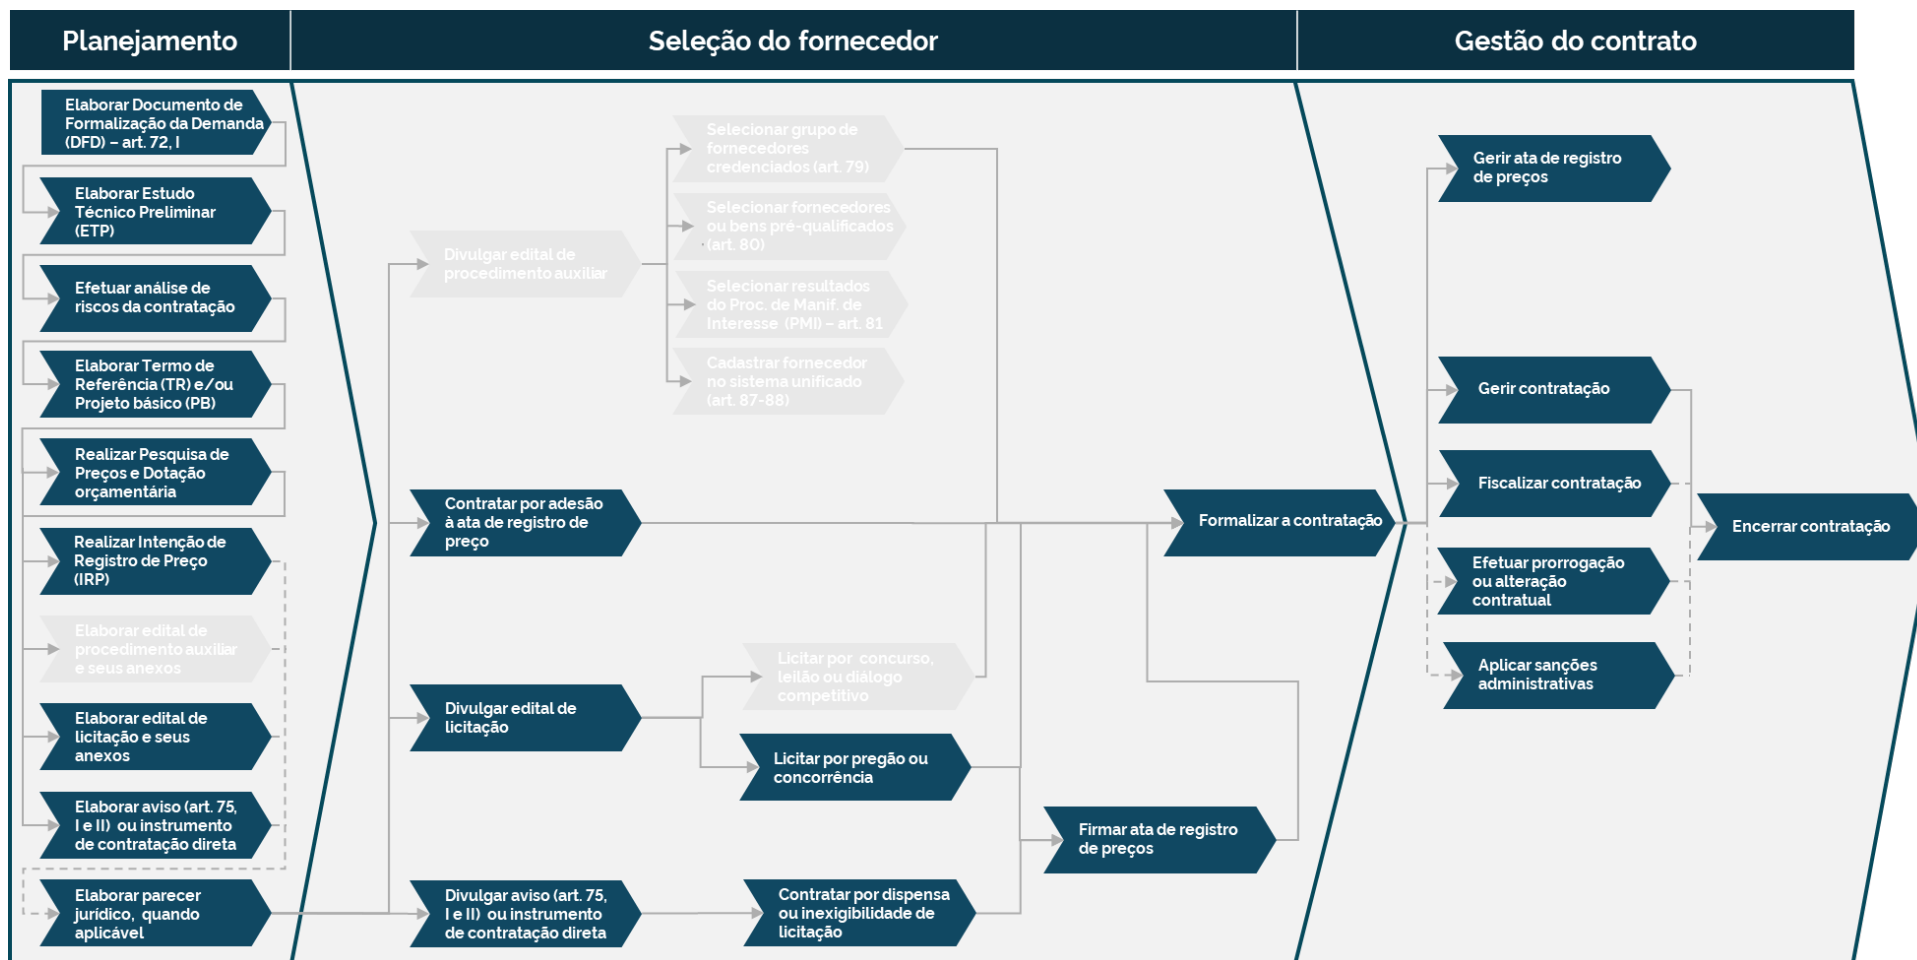 Planejamento
Seleção do fornecedor
Gestão do contrato
Elaborar Documento de
Formalização da Demanda
(DFD) – art. 72, I
Elaborar Estudo
Técnico Preliminar
(ETP)
Efetuar análise de
riscos da contratação
Elaborar Termo de
Referência (TR) e/ou
Projeto básico (PB)
Realizar Pesquisa de
Preços e Dotação
orçamentária
Realizar Intenção de
Registro de Preço
(IRP)
Elaborar edital de
procedimento auxiliar
e seus anexos
Elaborar edital de
licitação e seus
anexos
Elaborar aviso (art. 75,
I e II) ou instrumento
de contratação direta
Elaborar parecer
jurídico, quando
aplicável
Divulgar edital de
procedimento auxiliar
Selecionar grupo de
fornecedores
credenciados (art. 79)
Selecionar fornecedores
ou bens pré-qualificados
(art. 80)
Selecionar resultados
do Proc. de Manif. de
Interesse (PMI) – art. 81
Cadastrar fornecedor
no sistema unificado
(art. 87-88)
Contratar por adesão
à ata de registro de
preço
Divulgar edital de
licitação
Licitar por concurso,
leilão ou diálogo
competitivo
Licitar por pregão ou
concorrência
Firmar ata de registro
de preços
Divulgar aviso (art. 75,
I e II) ou instrumento
de contratação direta
Contratar por dispensa
ou inexigibilidade de
licitação
Formalizar a contratação
Gerir ata de registro
de preços
Gerir contratação
Fiscalizar contratação
Efetuar prorrogação
ou alteração
contratual
Aplicar sanções
administrativas
Encerrar contratação